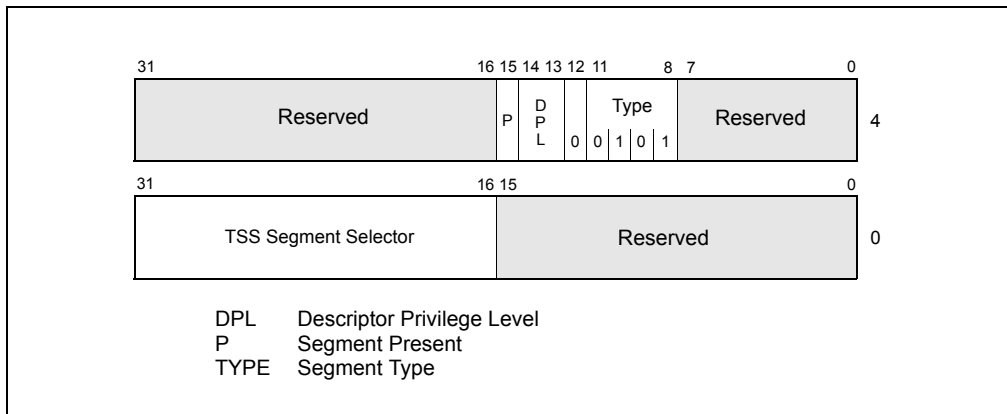 31 16 15 14 13 12 11 8 7 0
Reserved P DPL 0 Type 0 1 0 1 Reserved 4
31 16 15 0
TSS Segment Selector Reserved 0
DPL Descriptor Privilege Level
P Segment Present
TYPE Segment Type